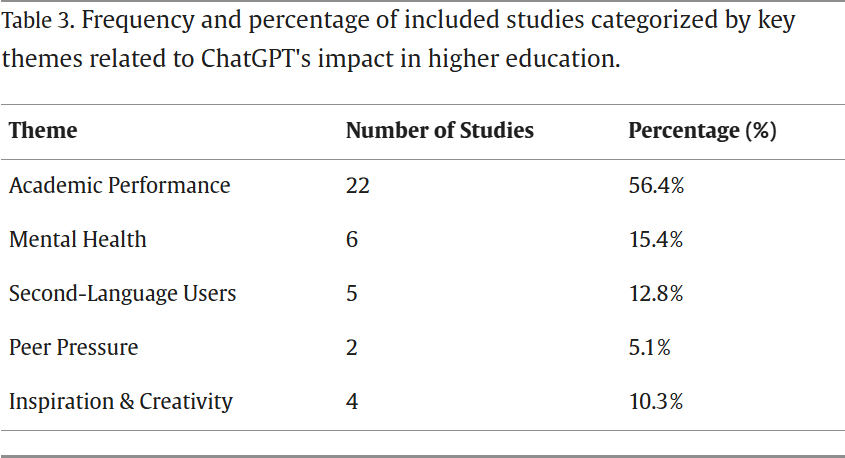 Table 3. Frequency and percentage of included studies categorized by key
themes related to ChatGPT's impact in higher education.
Theme Number of Studies Percentage (%)
Academic Performance 22 56.4%
Mental Health 6 15.4%
Second-Language Users 5 12.8%
Peer Pressure 2 5.1%
Inspiration & Creativity 4 10.3%